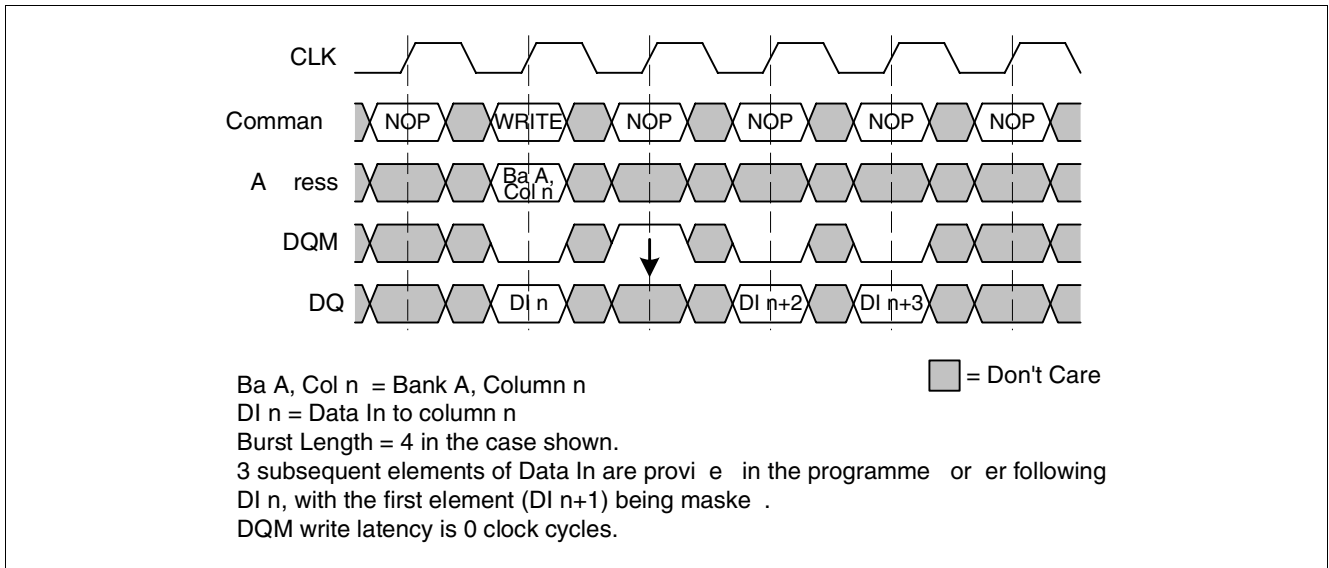 CLK
Comman
NOP WRITE NOP NOP NOP NOP
A ress
Ba A,
Col n
DQM
DQ
DI n DI n+2 DI n+3
Ba A, Col n = Bank A, Column n
= Don't Care
DI n = Data In to column n
Burst Length = 4 in the case shown.
3 subsequent elements of Data In are provi e in the programme or er following
DI n, with the first element (DI n+1) being maske .
DQM write latency is 0 clock cycles.